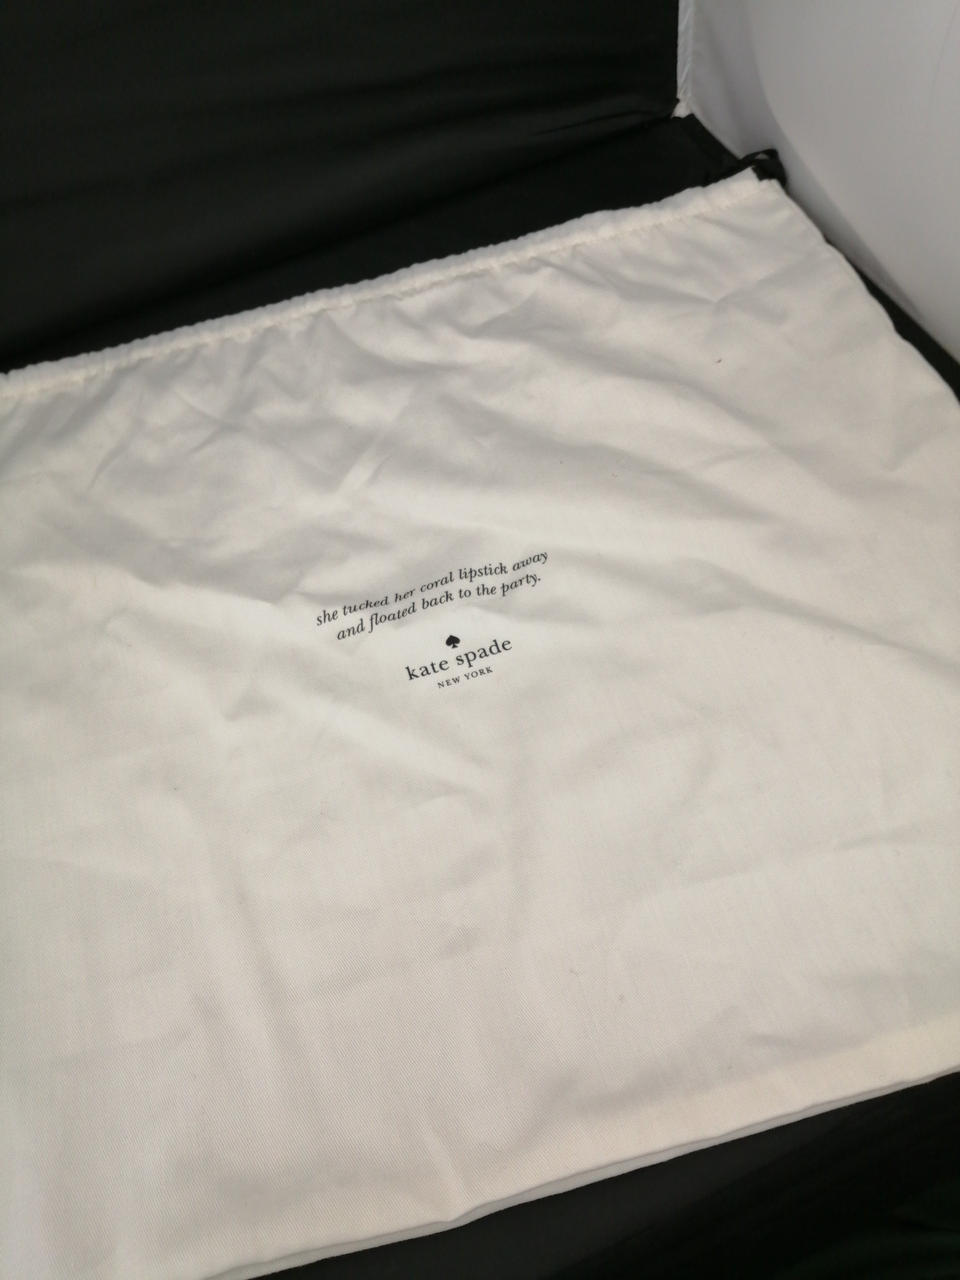 she tucked her coral lipstick away
and floated back to the party.
kate spade
NEW YORK